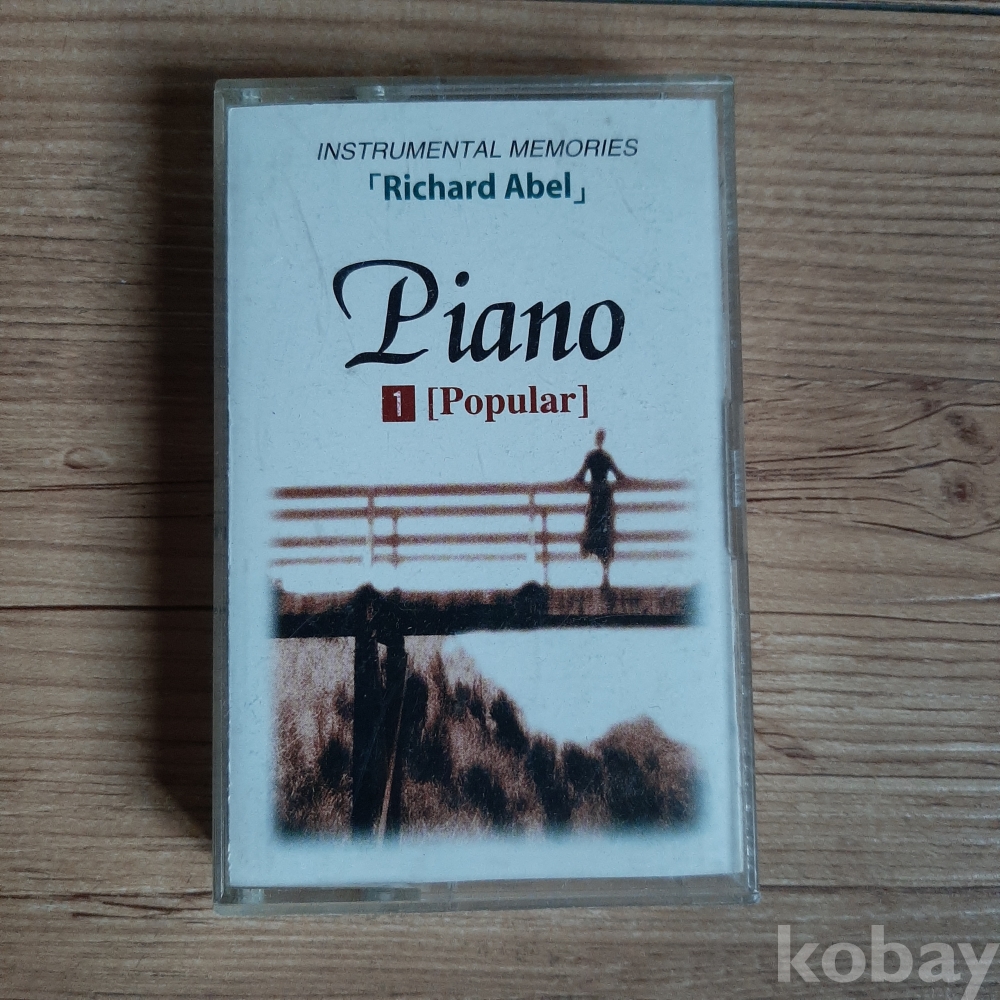 INSTRUMENTAL MEMORIES
「Richard Abel」
Piano
1 [Popular]
kobay